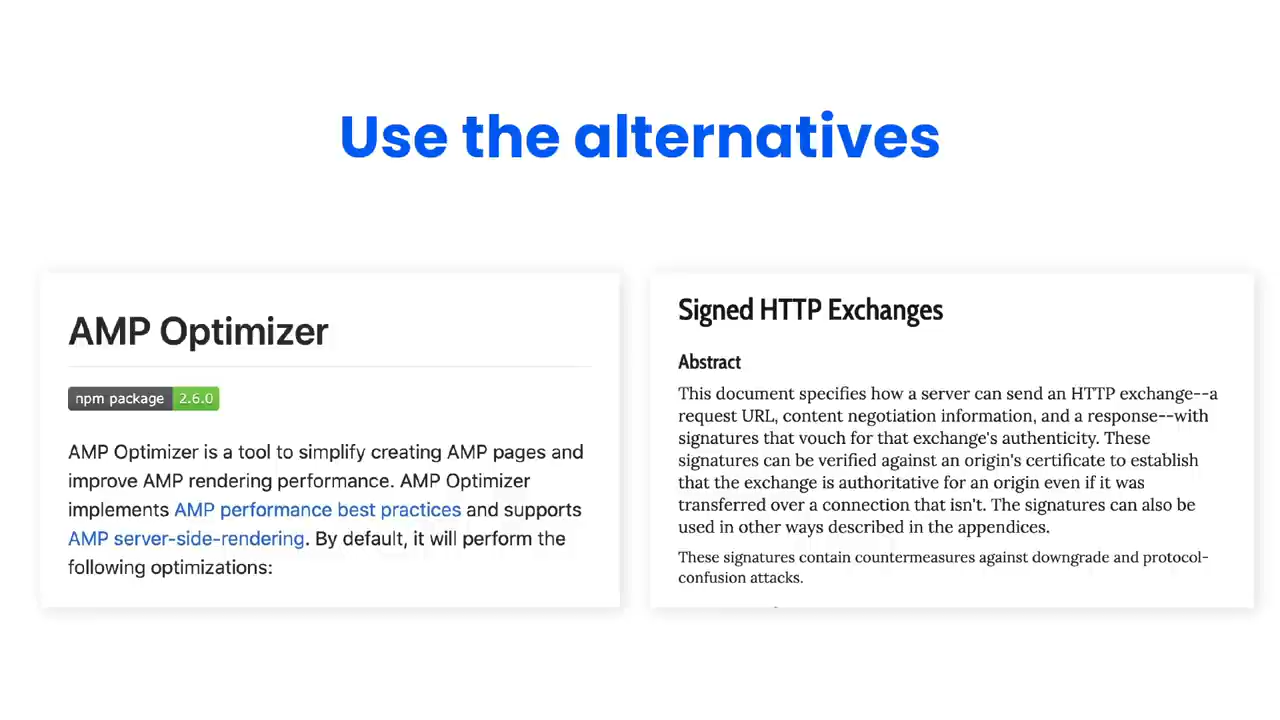 Use the alternatives
AMP Optimizer
npm package 2.6.0
AMP Optimizer is a tool to simplify creating AMP pages and
improve AMP rendering performance. AMP Optimizer
implements AMP performance best practices and supports
AMP server-side-rendering. By default, it will perform the
following optimizations:
Signed HTTP Exchanges
Abstract
This document specifies how a server can send an HTTP exchange--a
request URL, content negotiation information, and a response--with
signatures that vouch for that exchange's authenticity. These
signatures can be verified against an origin's certificate to establish
that the exchange is authoritative for an origin even if it was
transferred over a connection that isn't. The signatures can also be
used in other ways described in the appendices.
These signatures contain countermeasures against downgrade and protocol-
confusion attacks.